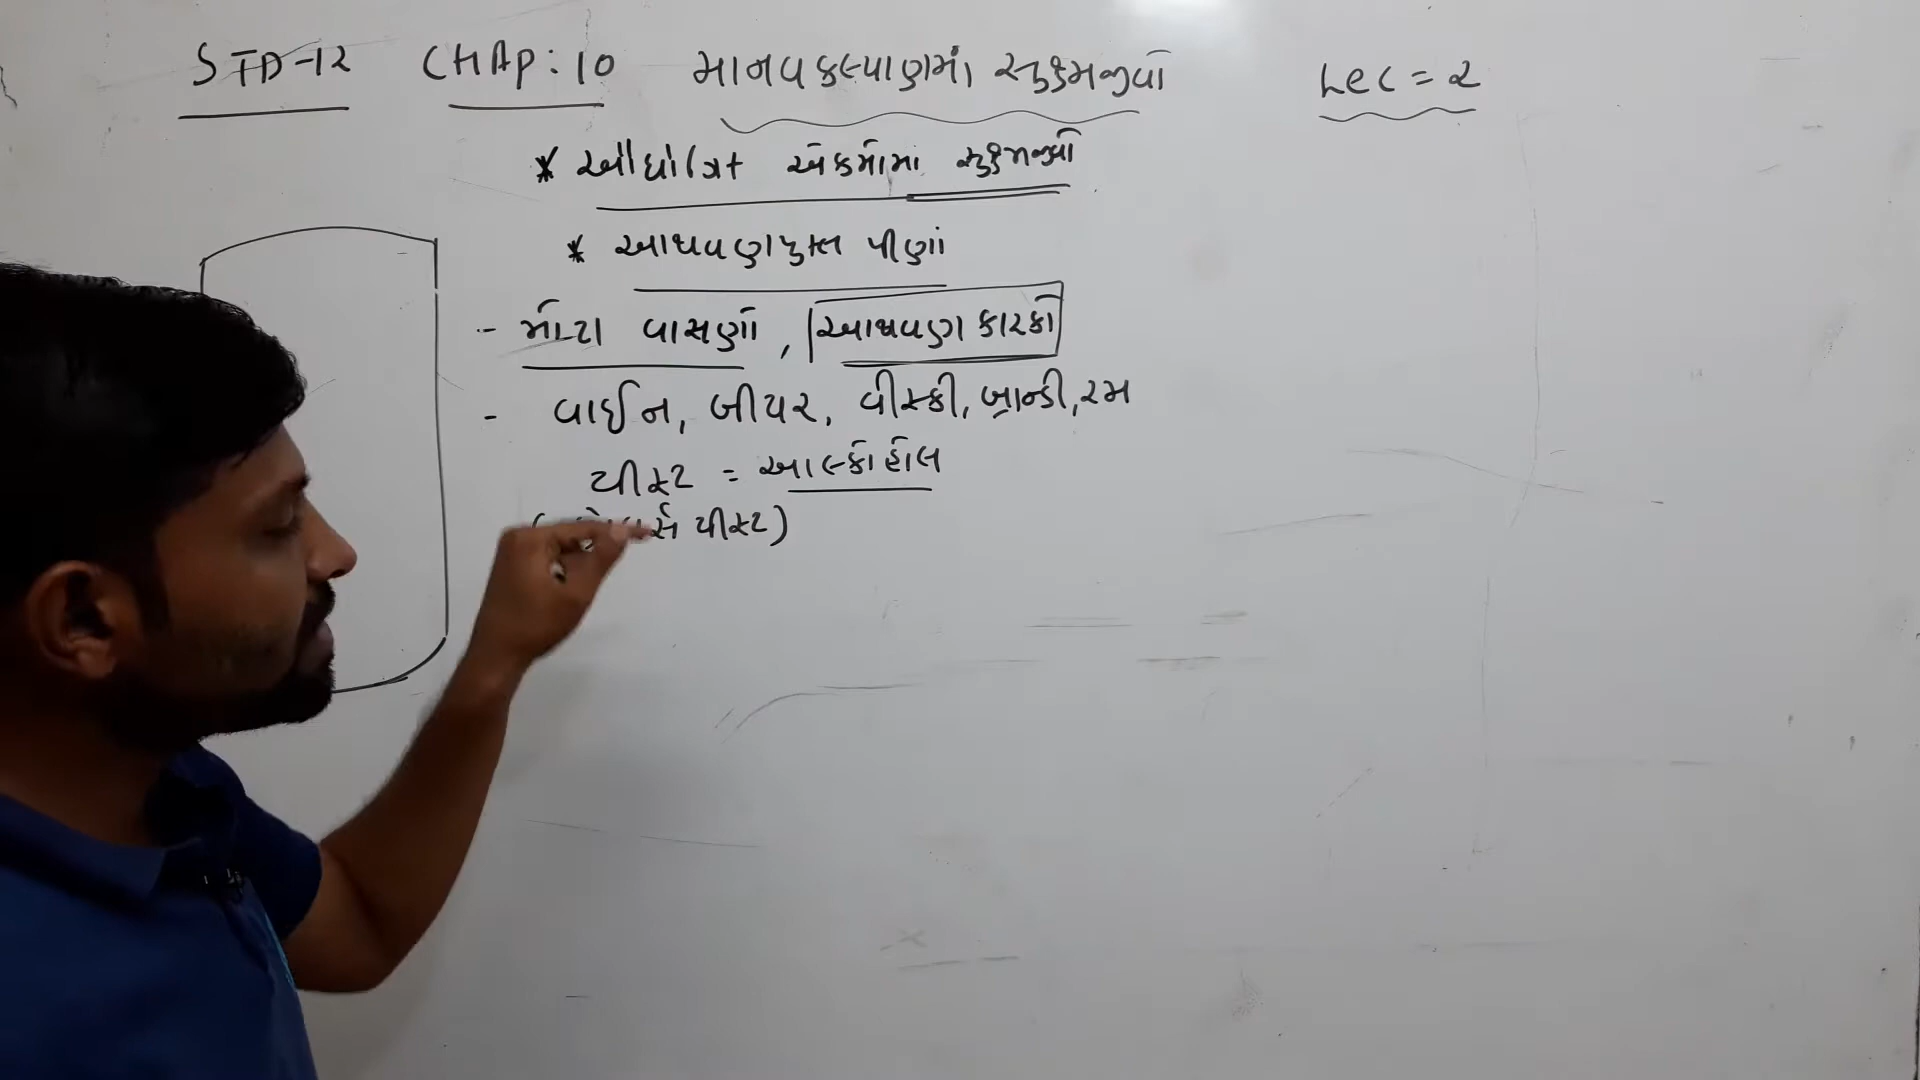 STD-12 CHAP: 10 માનવકલ્યાણમાં સૂક્ષ્મજીવો Lec = 2
* ઔદ્યોગિક એકમોમાં સૂક્ષ્મજીવો
* આથવણયુક્ત પીણાં
- મોટા વાસણો, આથવણ કારકો
- વાઈન, બીયર, વીસ્કી, બ્રાન્ડી, રમ
યીસ્ટ = આલ્કોહોલ
યીસ્ટ)